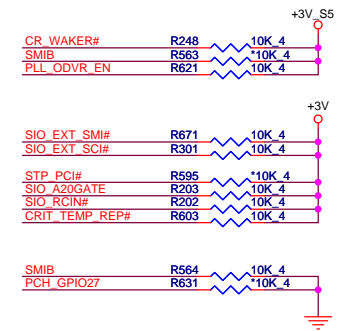 +3V_S5
CR_WAKER# R248 10K_4
SMIB R563 *10K_4
PLL_ODVR_EN R621 10K_4
+3V
SIO_EXT_SMI# R671 10K_4
SIO_EXT_SCI# R301 10K_4
STP_PCI# R595 *10K_4
SIO_A20GATE R203 10K_4
SIO_RCIN# R202 10K_4
CRIT_TEMP_REP# R603 10K_4
SMIB R564 10K_4
PCH_GPIO27 R631 *10K_4